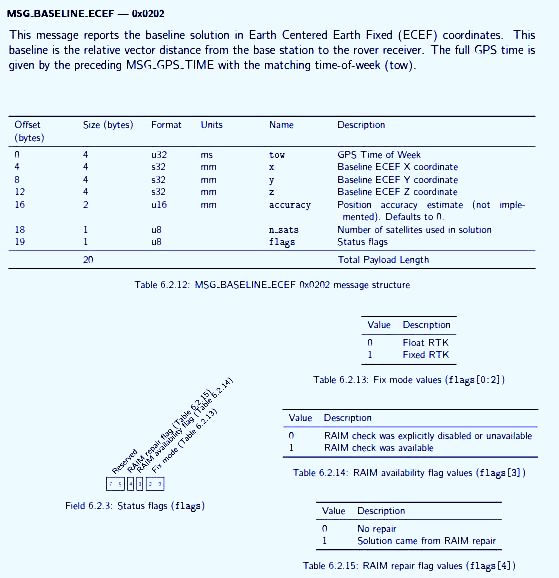 MSG_BASELINE_ECEF — 0x0202
This message reports the baseline solution in Earth Centered Earth Fixed (ECEF) coordinates. This
baseline is the relative vector distance from the base station to the rover receiver. The full GPS time is
given by the preceding MSG_GPS_TIME with the matching time-of-week (tow).
Offset Size (bytes) Format Units Name Description
(bytes)
0 4 u32 ms tow GPS Time of Week
4 4 s32 mm x Baseline ECEF X coordinate
8 4 s32 mm y Baseline ECEF Y coordinate
12 4 s32 mm z Baseline ECEF Z coordinate
16 2 u16 mm accuracy Position accuracy estimate (not imple-
mented). Defaults to 0.
18 1 u8 n_sats Number of satellites used in solution
19 1 u8 flags Status flags
20 Total Payload Length
Table 6.2.12: MSG_BASELINE_ECEF 0x0202 message structure
Value Description
0 Float RTK
1 Fixed RTK
Table 6.2.13: Fix mode values (flags[0:2])
Reserved
RAIM repair flag (Table 6.2.15)
RAIM availability flag (Table 6.2.14)
Fix mode (Table 6.2.13)
Field 6.2.3: Status flags (flags)
Value Description
0 RAIM check was explicitly disabled or unavailable
1 RAIM check was available
Table 6.2.14: RAIM availability flag values (flags[3])
Value Description
0 No repair
1 Solution came from RAIM repair
Table 6.2.15: RAIM repair flag values (flags[4])